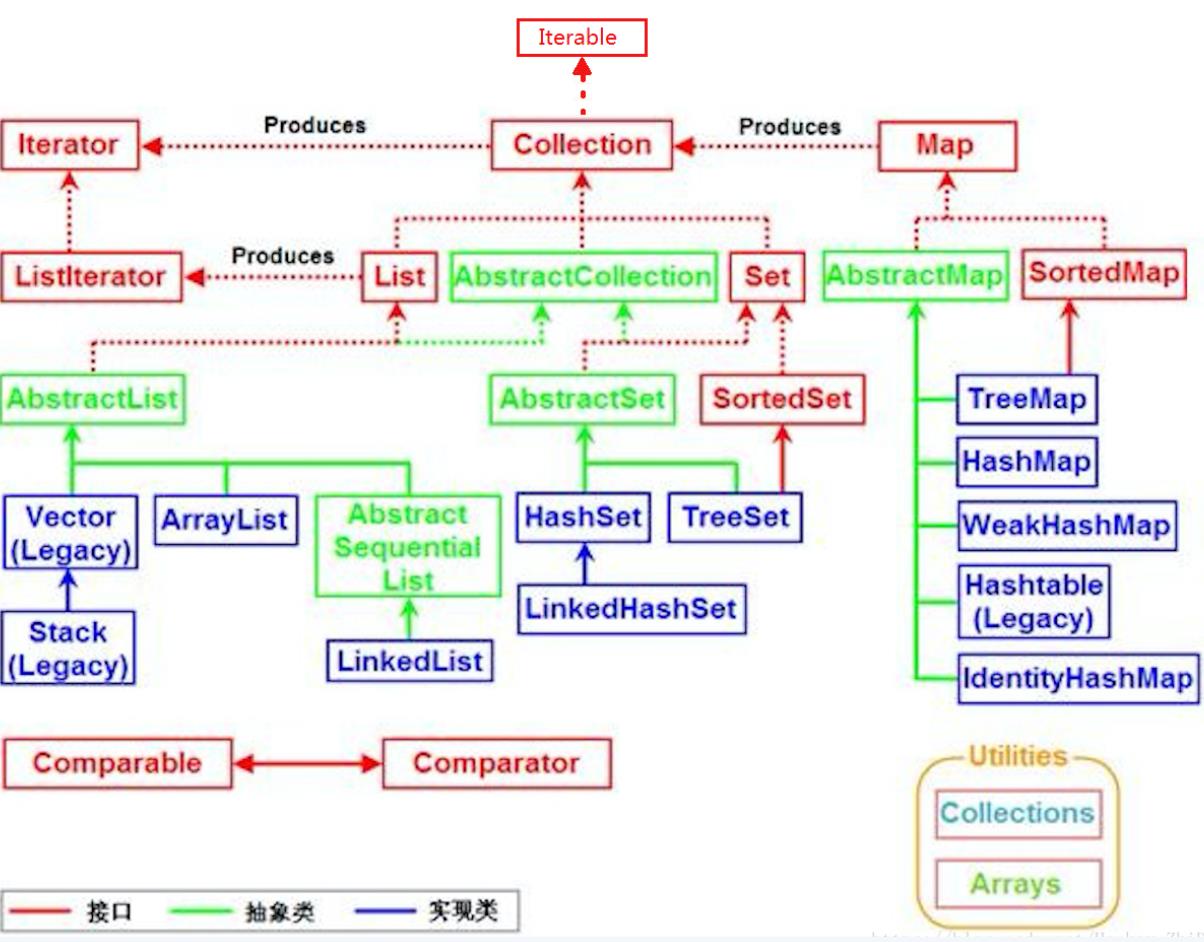 Iterable
Produces
Produces
Iterator
Collection
Map
Produces
ListIterator
List
AbstractCollection
Set
AbstractMap
SortedMap
AbstractList
AbstractSet
SortedSet
TreeMap
HashMap
Vector
(Legacy)
ArrayList
Abstract
Sequential
List
HashSet
TreeSet
WeakHashMap
Stack
(Legacy)
LinkedList
LinkedHashSet
Hashtable
(Legacy)
IdentityHashMap
Comparable
Comparator
Utilities
Collections
Arrays
接口
抽象类
实现类